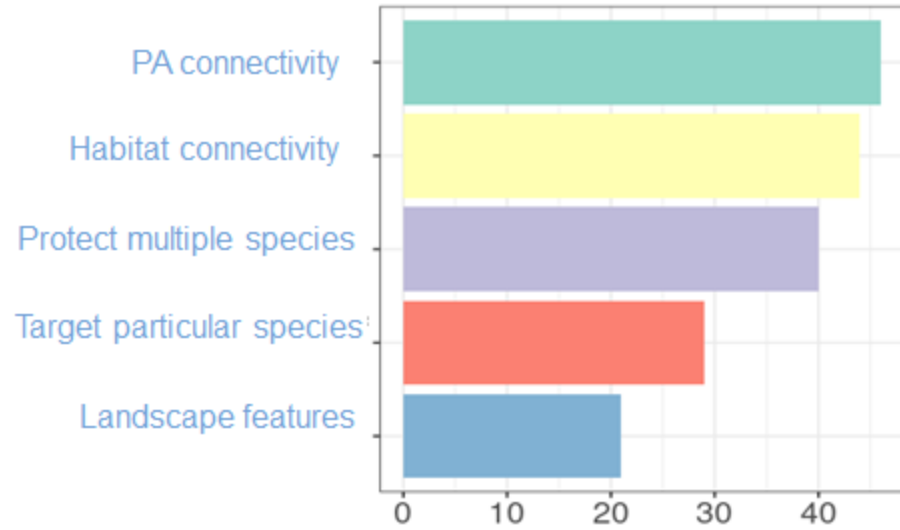 PA connectivity
Habitat connectivity
Protect multiple species
Target particular species
Landscape features
0 10 20 30 40